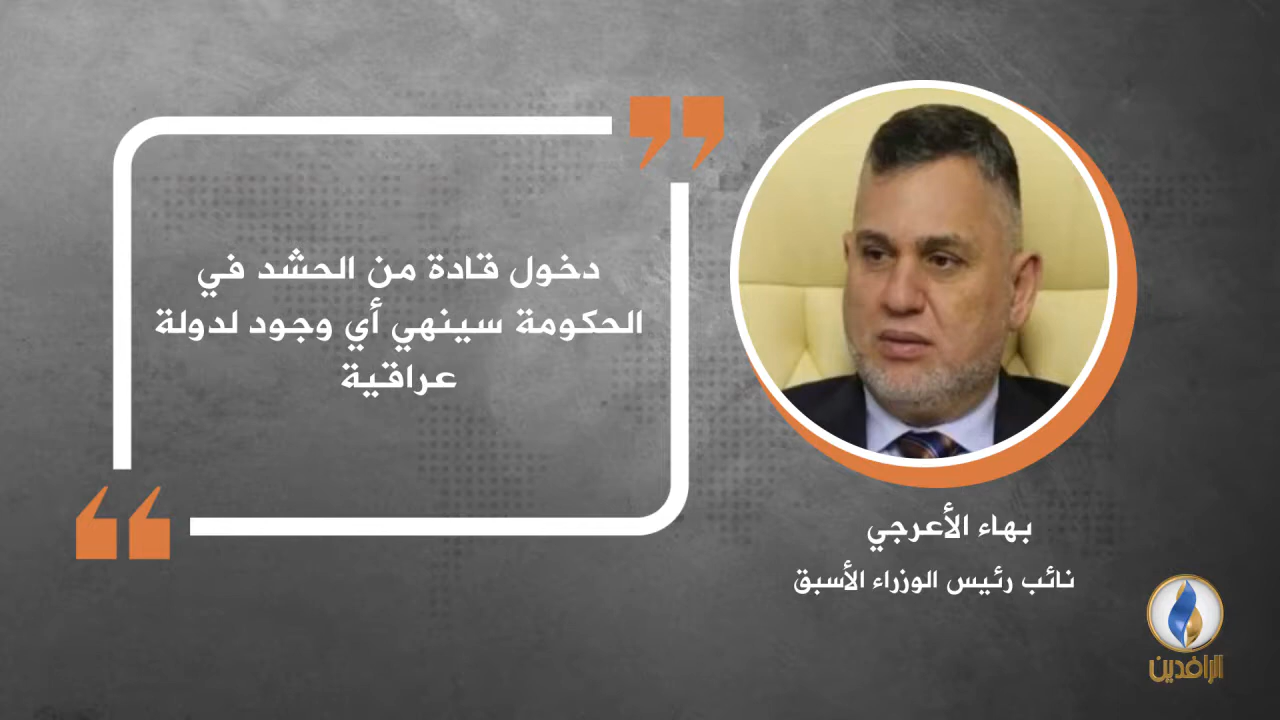 دخول قادة من الحشد في
الحكومة سينهي أي وجود لدولة
عراقية
بهاء الأعرجي
نائب رئيس الوزراء الأسبق
الرافدين